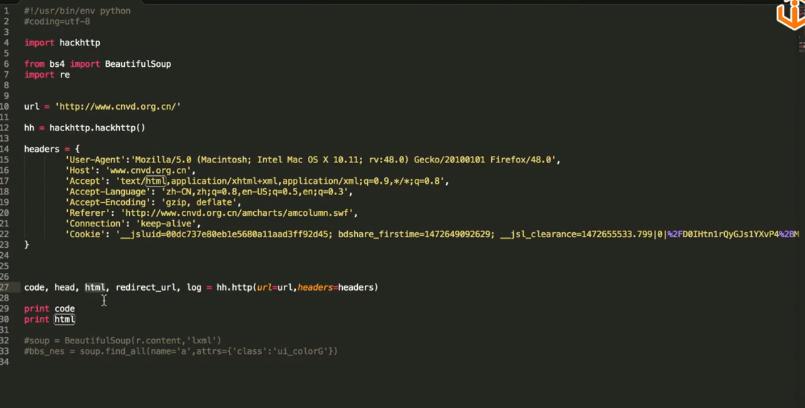 1 #!/usr/bin/env python
2 #coding=utf-8
3
4 import hackhttp
5
6 from bs4 import BeautifulSoup
7 import re
8
9
10 url = 'http://www.cnvd.org.cn/'
11
12 hh = hackhttp.hackhttp()
13
14 headers = {
15 'User-Agent':'Mozilla/5.0 (Macintosh; Intel Mac OS X 10.11; rv:48.0) Gecko/20100101 Firefox/48.0',
16 'Host': 'www.cnvd.org.cn',
17 'Accept': 'text/html,application/xhtml+xml,application/xml;q=0.9,*/*;q=0.8',
18 'Accept-Language': 'zh-CN,zh;q=0.8,en-US;q=0.5,en;q=0.3',
19 'Accept-Encoding': 'gzip, deflate',
20 'Referer': 'http://www.cnvd.org.cn/amcharts/amcolumn.swf',
21 'Connection': 'keep-alive',
22 'Cookie': '__jsluid=00dc737e80eb1e5680a11aad3ff92d45; bdshare_firstime=1472649092629; __jsl_clearance=1472655533.799|0|%2FD0IHtn1rQyGJs1YXvP4%2BM
23 }
24
25
26
27 code, head, html, redirect_url, log = hh.http(url=url,headers=headers)
28
29 print code
30 print html
31
32 #soup = BeautifulSoup(r.content,'lxml')
33 #bbs_nes = soup.find_all(name='a',attrs={'class':'ui_colorG'})
34